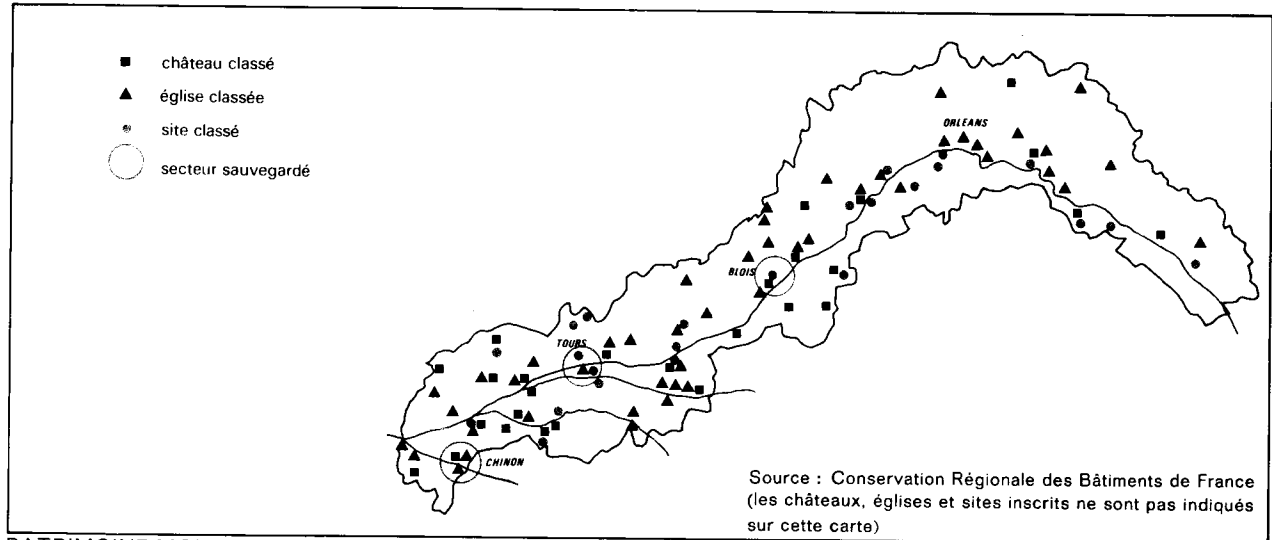 château classé
église classée
site classé
secteur sauvegardé
ORLEANS
BLOIS
TOURS
CHINON
Source : Conservation Régionale des Bâtiments de France
(les châteaux, églises et sites inscrits ne sont pas indiqués
sur cette carte)